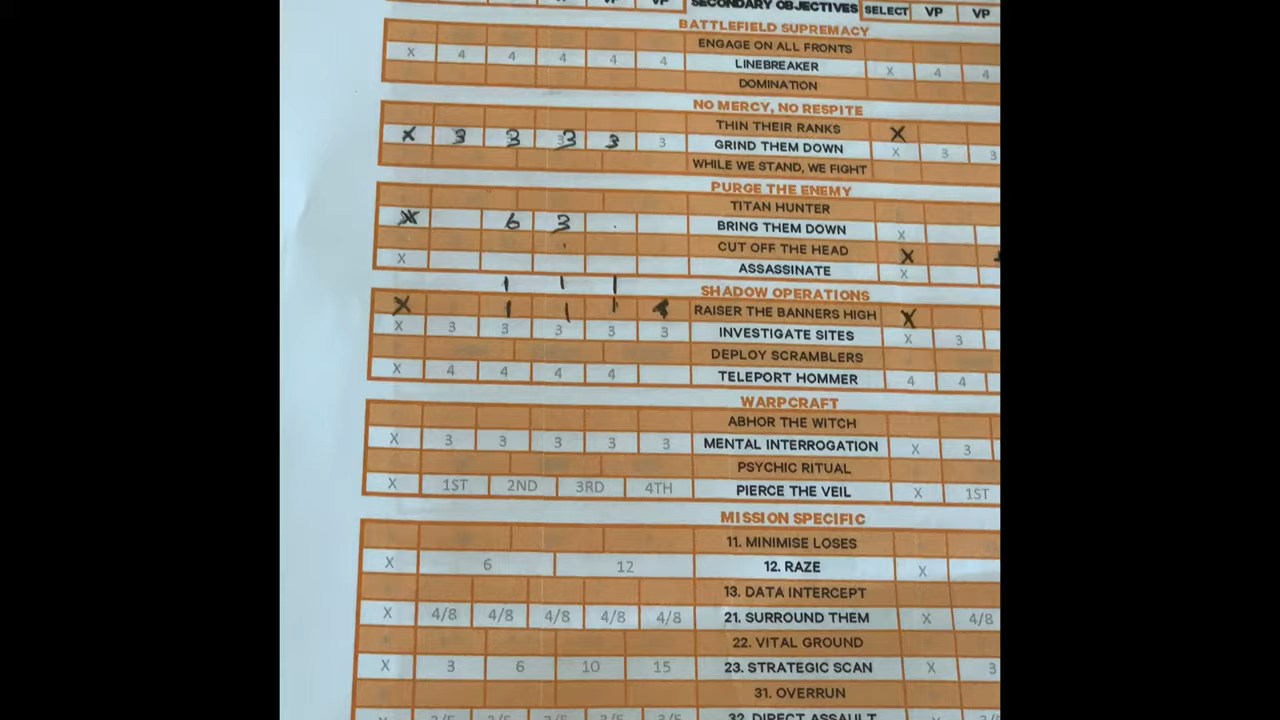 VP SECONDARY OBJECTIVES SELECT VP VP
BATTLEFIELD SUPREMACY
ENGAGE ON ALL FRONTS
X 4 4 4 4 4 LINEBREAKER X 4 4
DOMINATION
NO MERCY, NO RESPITE
THIN THEIR RANKS X
X 3 3 3 3 3 GRIND THEM DOWN X 3 3
WHILE WE STAND, WE FIGHT
PURGE THE ENEMY
TITAN HUNTER
X 6 3 BRING THEM DOWN X
CUT OFF THE HEAD X
X ASSASSINATE X
1 1 1
SHADOW OPERATIONS
X 1 1 1 RAISER THE BANNERS HIGH X
X 3 3 3 3 3 INVESTIGATE SITES X 3
DEPLOY SCRAMBLERS
X 4 4 4 4 TELEPORT HOMMER 4 4
WARPCRAFT
ABHOR THE WITCH
X 3 3 3 3 3 MENTAL INTERROGATION X 3
PSYCHIC RITUAL
X 1ST 2ND 3RD 4TH PIERCE THE VEIL X 1ST
MISSION SPECIFIC
11. MINIMISE LOSES
X 6 12 12. RAZE X
13. DATA INTERCEPT
X 4/8 4/8 4/8 4/8 4/8 21. SURROUND THEM X 4/8
22. VITAL GROUND
X 3 6 10 15 23. STRATEGIC SCAN X 3
31. OVERRUN
32. DIRECT ASSAULT